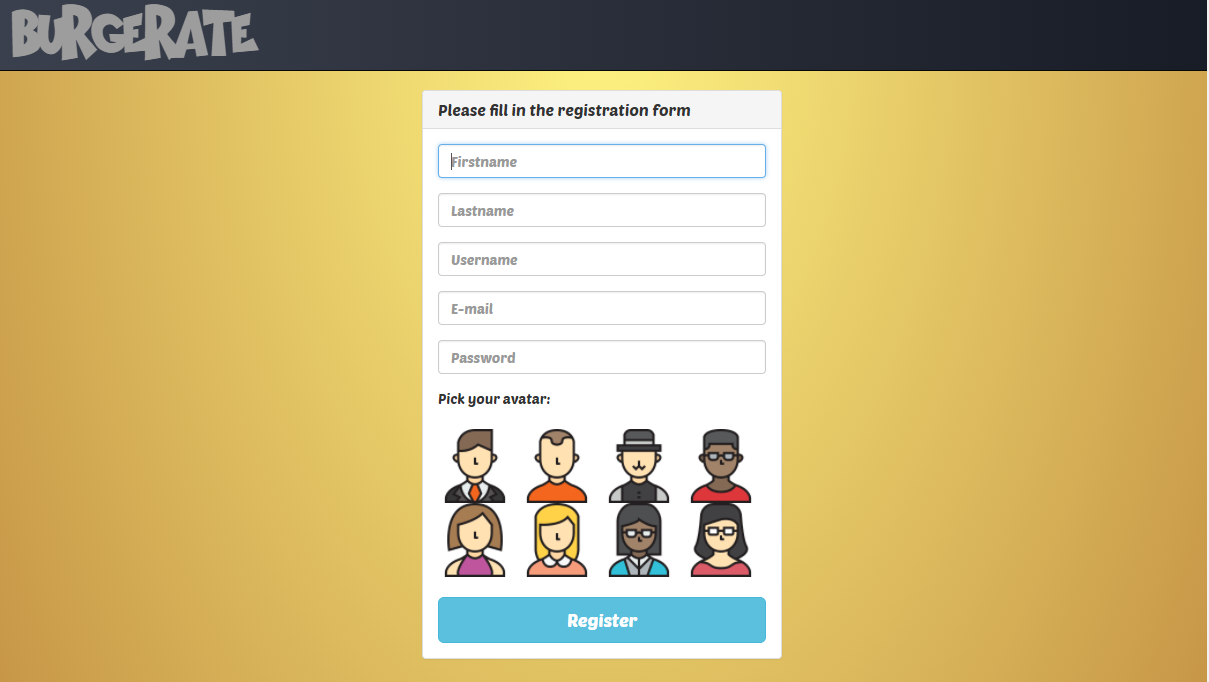 BURGERATE
Please fill in the registration form
Firstname
Lastname
Username
E-mail
Password
Pick your avatar:
Register